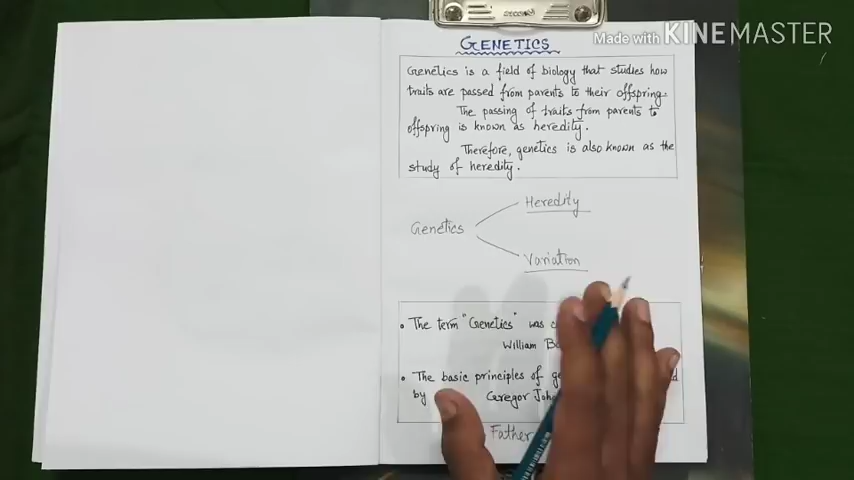 Made with KINEMASTER
GENETICS
Genetics is a field of biology that studies how
traits are passed from parents to their offspring.
The passing of traits from parents to
offspring is known as heredity.
Therefore, genetics is also known as the
study of heredity.
Heredity
Genetics
Variation
The term "Genetics" was
William
The basic principles of
by Gregor
Father